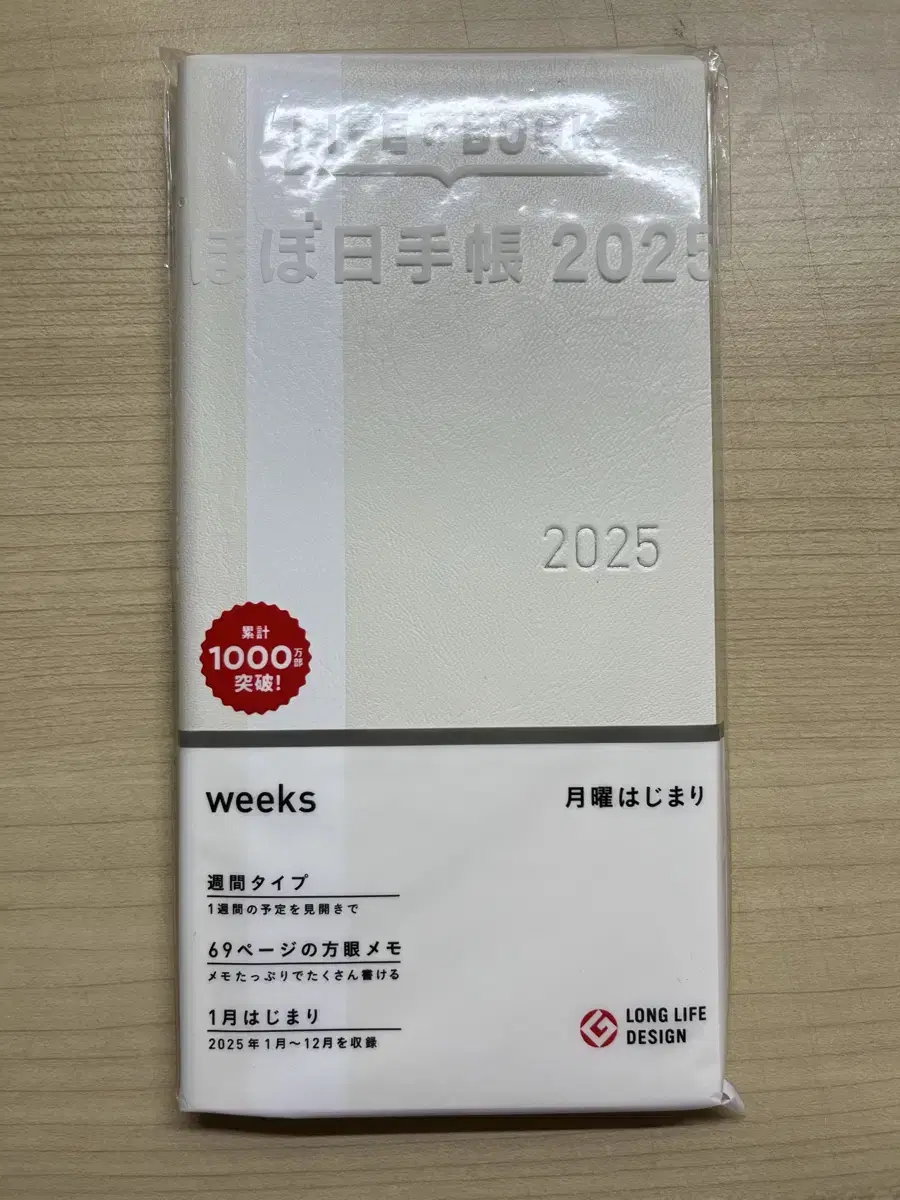 LIFE・BOOK
ほぼ日手帳 2025
2025
累計
1000万部
突破!
weeks
月曜はじまり
週間タイプ
1週間の予定を見開きで
69ページの方眼メモ
メモたっぷりでたくさん書ける
1月はじまり
2025年1月〜12月を収録
LONG LIFE
DESIGN